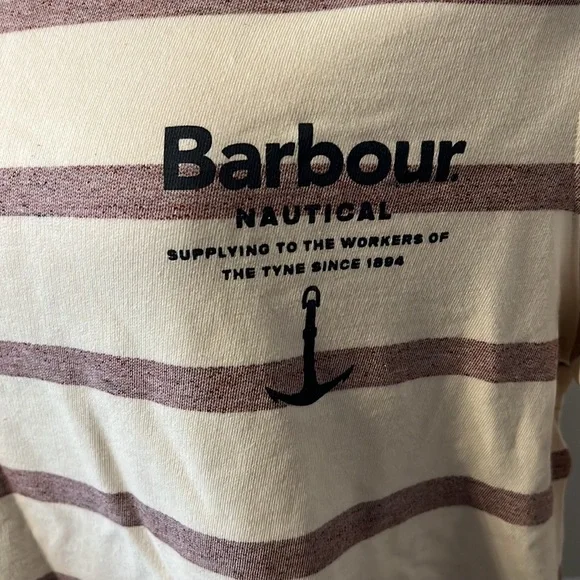 Barbour.
NAUTICAL
SUPPLYING TO THE WORKERS OF
THE TYNE SINCE 1894